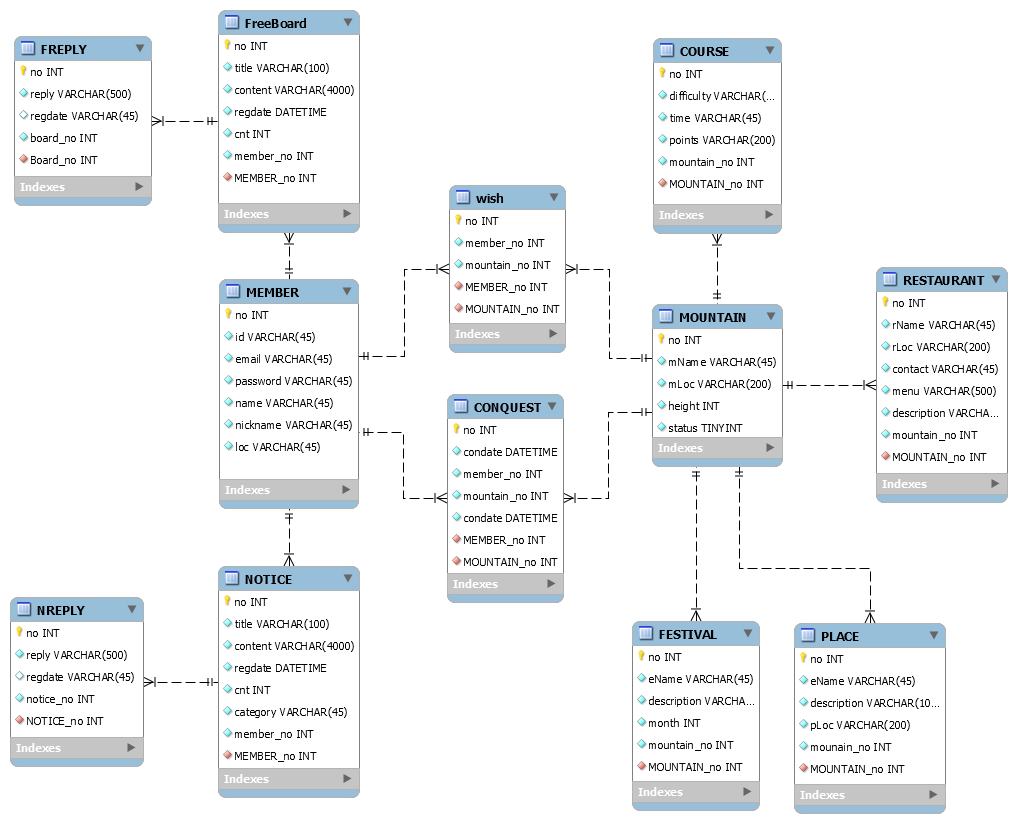 FREPLY
no INT
reply VARCHAR(500)
regdate VARCHAR(45)
board_no INT
Board_no INT
Indexes
FreeBoard
no INT
title VARCHAR(100)
content VARCHAR(4000)
regdate DATETIME
cnt INT
member_no INT
MEMBER_no INT
Indexes
MEMBER
no INT
id VARCHAR(45)
email VARCHAR(45)
password VARCHAR(45)
name VARCHAR(45)
nickname VARCHAR(45)
loc VARCHAR(45)
Indexes
NREPLY
no INT
reply VARCHAR(500)
regdate VARCHAR(45)
notice_no INT
NOTICE_no INT
Indexes
NOTICE
no INT
title VARCHAR(100)
content VARCHAR(4000)
regdate DATETIME
cnt INT
category VARCHAR(45)
member_no INT
MEMBER_no INT
Indexes
wish
no INT
member_no INT
mountain_no INT
MEMBER_no INT
MOUNTAIN_no INT
Indexes
CONQUEST
no INT
condate DATETIME
member_no INT
mountain_no INT
condate DATETIME
MEMBER_no INT
MOUNTAIN_no INT
Indexes
COURSE
no INT
difficulty VARCHAR(...
time VARCHAR(45)
points VARCHAR(200)
mountain_no INT
MOUNTAIN_no INT
Indexes
MOUNTAIN
no INT
mName VARCHAR(45)
mLoc VARCHAR(200)
height INT
status TINYINT
Indexes
RESTAURANT
no INT
rName VARCHAR(45)
rLoc VARCHAR(200)
contact VARCHAR(45)
menu VARCHAR(500)
description VARCHA...
mountain_no INT
MOUNTAIN_no INT
Indexes
FESTIVAL
no INT
eName VARCHAR(45)
description VARCHA...
month INT
mountain_no INT
MOUNTAIN_no INT
Indexes
PLACE
no INT
eName VARCHAR(45)
description VARCHAR(10...
pLoc VARCHAR(200)
mounain_no INT
MOUNTAIN_no INT
Indexes